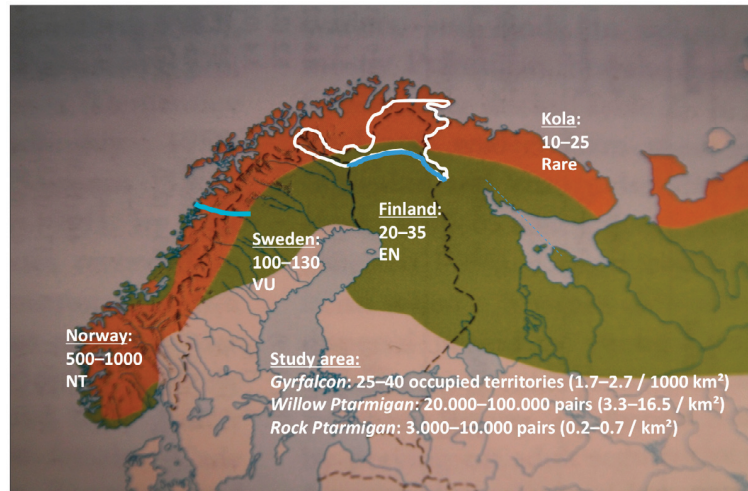 Kola:
10–25
Rare
Finland:
20–35
EN
Sweden:
100–130
VU
Norway:
500–1000
NT
Study area:
Gyrfalcon: 25–40 occupied territories (1.7–2.7 / 1000 km²)
Willow Ptarmigan: 20.000–100.000 pairs (3.3–16.5 / km²)
Rock Ptarmigan: 3.000–10.000 pairs (0.2–0.7 / km²)